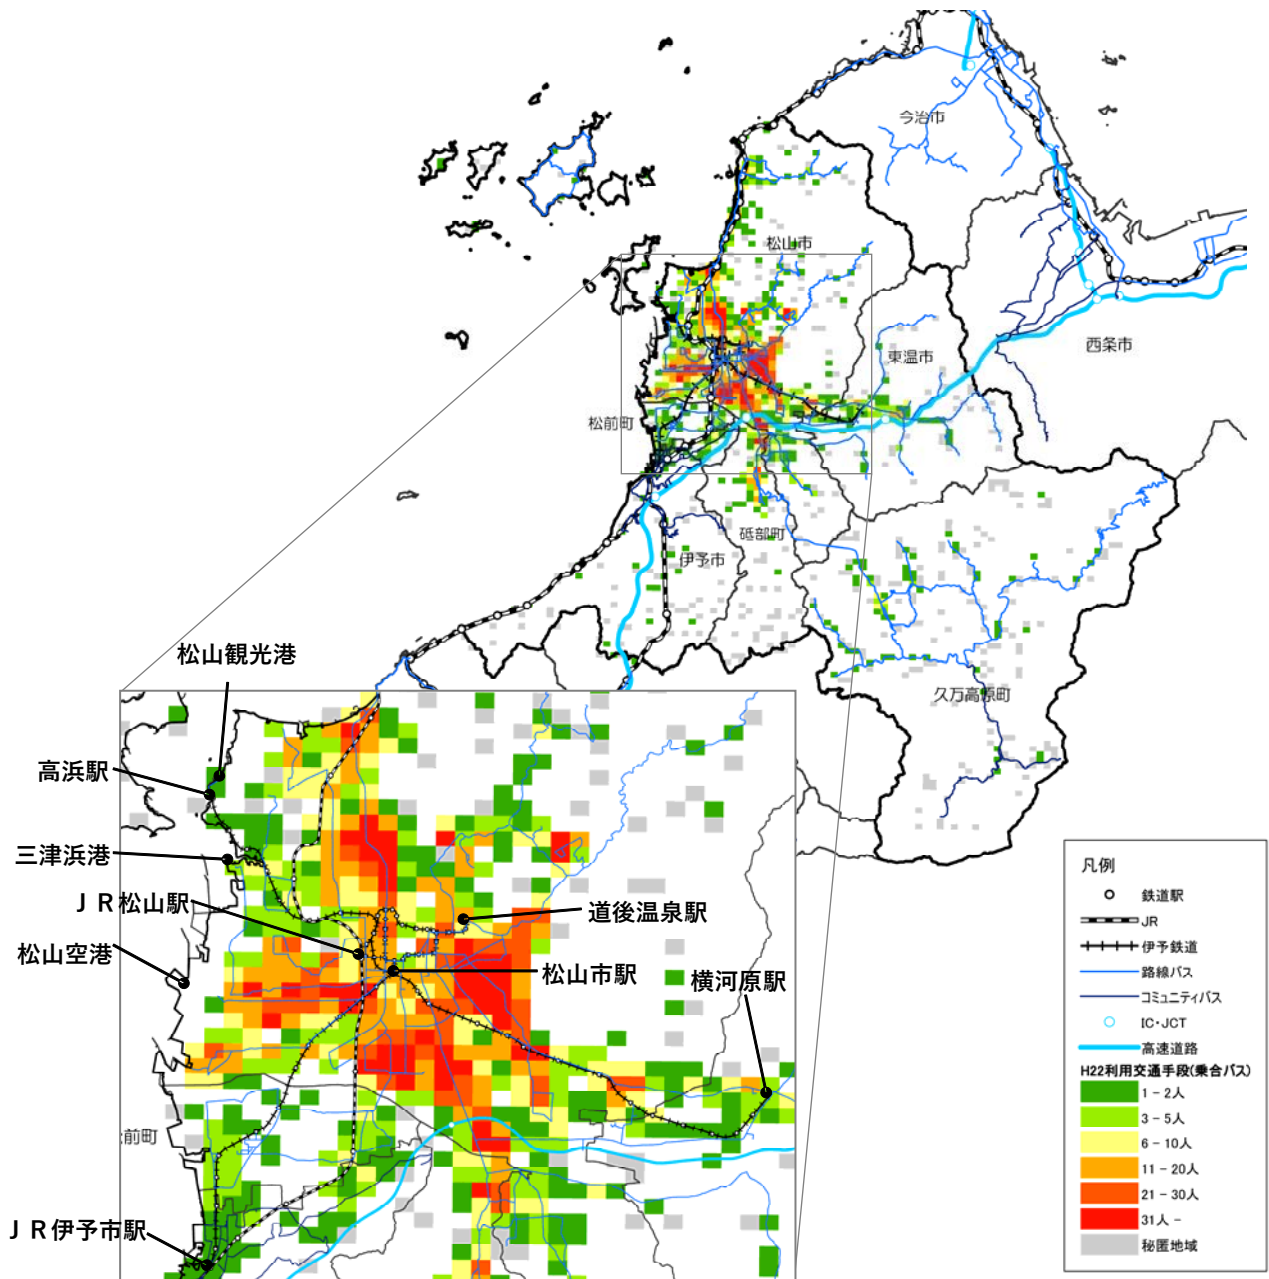 今治市
松山市
西条市
東温市
松前町
砥部町
伊予市
久万高原町
松山観光港
高浜駅
三津浜港
ＪＲ松山駅
松山空港
道後温泉駅
松山市駅
横河原駅
前町
ＪＲ伊予市駅
凡例
鉄道駅
JR
伊予鉄道
路線バス
コミュニティバス
IC・JCT
高速道路
H22利用交通手段(乗合バス)
1 - 2人
3 - 5人
6 - 10人
11 - 20人
21 - 30人
31人 -
秘匿地域